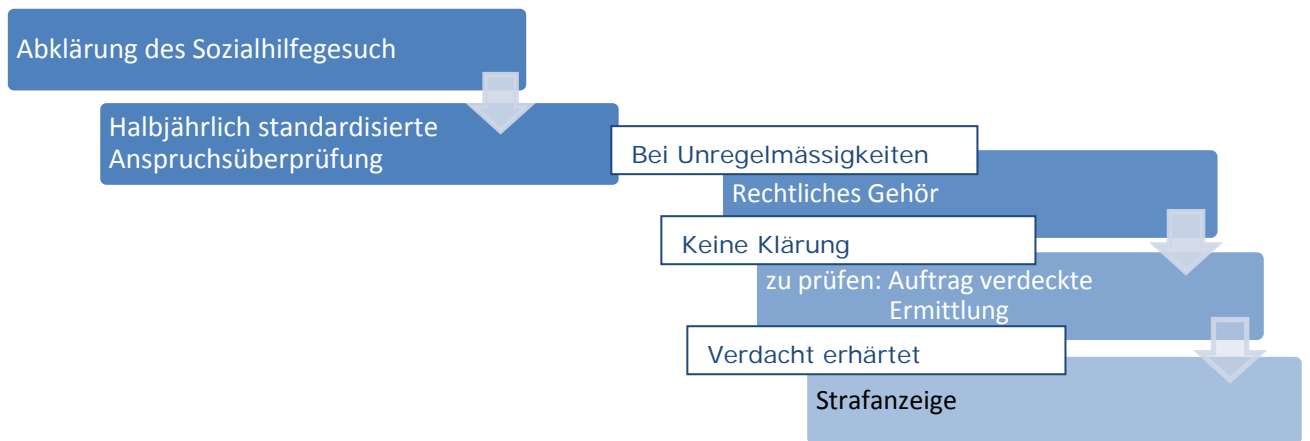 Abklärung des Sozialhilfegesuch
Halbjährlich standardisierte
Anspruchsüberprüfung
Bei Unregelmässigkeiten
Rechtliches Gehör
Keine Klärung
zu prüfen: Auftrag verdeckte
Ermittlung
Verdacht erhärtet
Strafanzeige